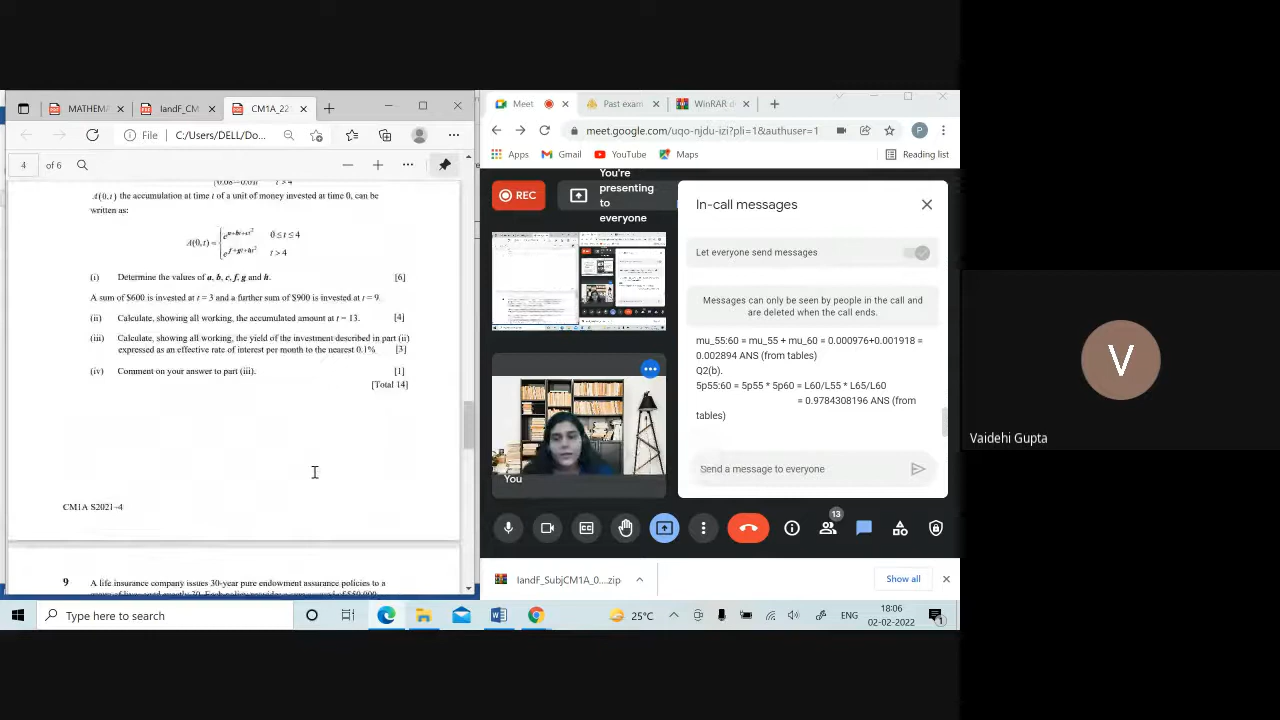 MATHEM
IandF_CM
CM1A_22
File
C:/Users/DELL/Do...
4 of 6
t > 4
A(0,t) the accumulation at time t of a unit of money invested at time 0, can be
written as:
0 ≤ t ≤ 4
A(0,t) =
t > 4
(i) Determine the values of a, b, c, f, g and h. [6]
A sum of $600 is invested at t = 3 and a further sum of $900 is invested at t = 9.
(ii) Calculate, showing all working, the accumulated amount at t = 13. [4]
(iii) Calculate, showing all working, the yield of the investment described in part (ii)
expressed as an effective rate of interest per month to the nearest 0.1%. [3]
(iv) Comment on your answer to part (iii). [1]
[Total 14]
CM1A S2021–4
9 A life insurance company issues 30-year pure endowment assurance policies to a
Meet
Past exam
WinRAR d
meet.google.com/uqo-njdu-izi?pli=1&authuser=1
P
Apps
Gmail
YouTube
Maps
Reading list
REC
You're
presenting
to
everyone
In-call messages
Let everyone send messages
Messages can only be seen by people in the call and
are deleted when the call ends.
mu_55:60 = mu_55 + mu_60 = 0.000976+0.001918 =
0.002894 ANS (from tables)
Q2(b).
5p55:60 = 5p55 * 5p60 = L60/L55 * L65/L60
= 0.9784308196 ANS (from
tables)
Send a message to everyone
You
13
IandF_SubjCM1A_0....zip
Show all
Type here to search
25°C
ENG
18:06
02-02-2022
1
V
Vaidehi Gupta